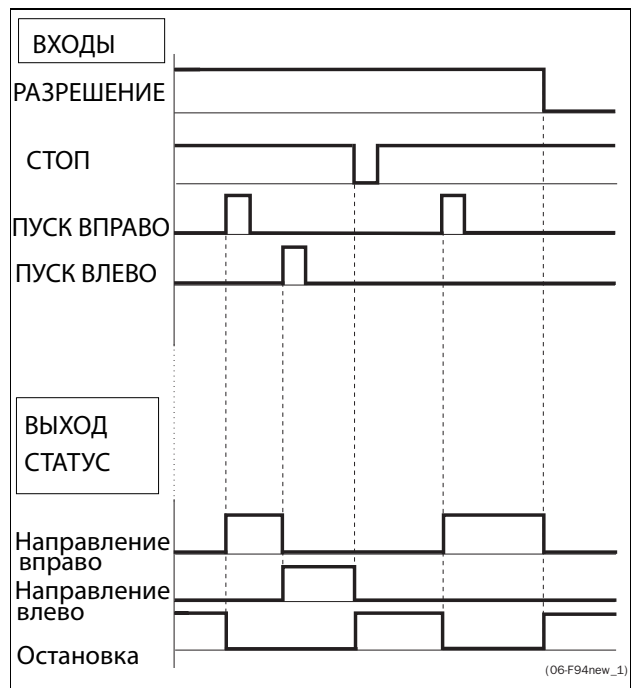 ВХОДЫ
РАЗРЕШЕНИЕ
СТОП
ПУСК ВПРАВО
ПУСК ВЛЕВО
ВЫХОД
СТАТУС
Направление
вправо
Направление
влево
Остановка
(06-F94new_1)